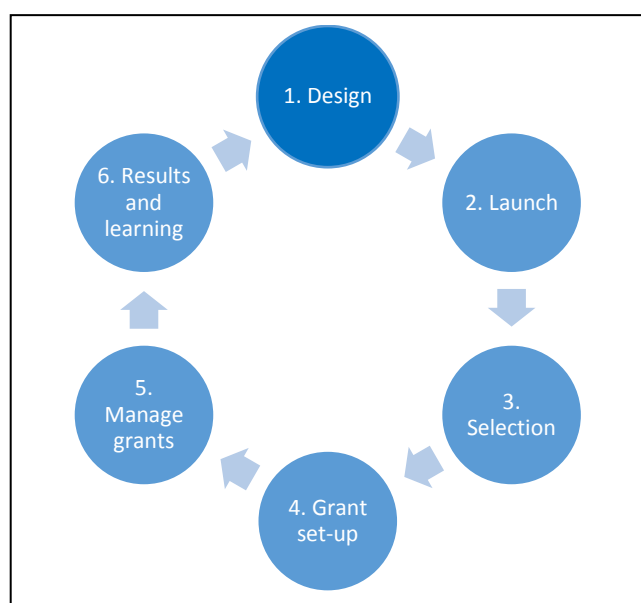 1. Design
2. Launch
3.
Selection
4. Grant
set-up
5.
Manage
grants
6. Results
and
learning